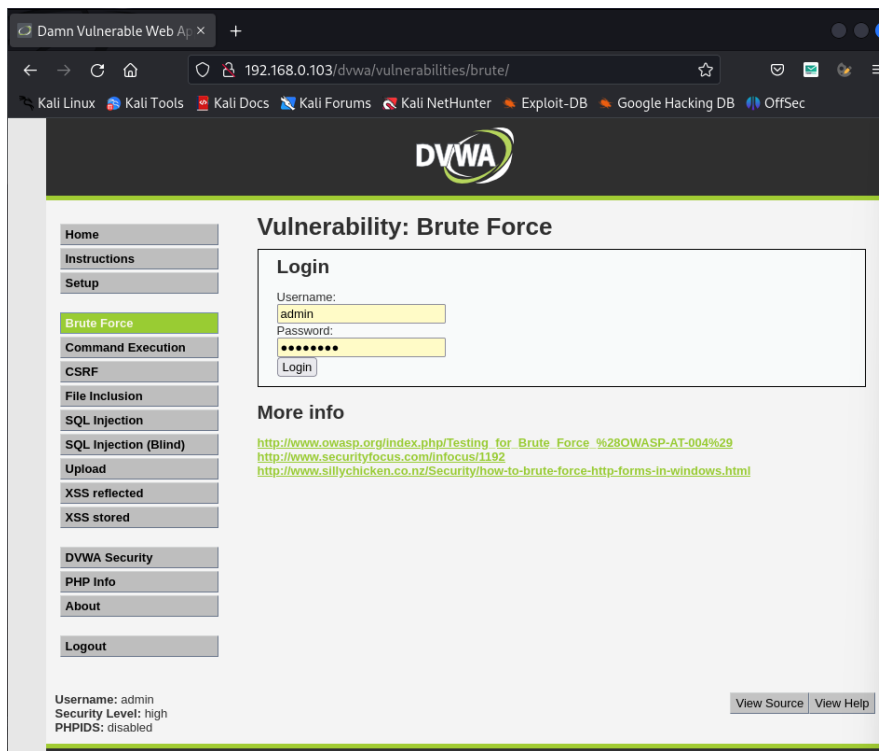 Damn Vulnerable Web Ap
192.168.0.103/dvwa/vulnerabilities/brute/
Kali Linux Kali Tools Kali Docs Kali Forums Kali NetHunter Exploit-DB Google Hacking DB OffSec
DVWA
Home
Instructions
Setup
Brute Force
Command Execution
CSRF
File Inclusion
SQL Injection
SQL Injection (Blind)
Upload
XSS reflected
XSS stored
DVWA Security
PHP Info
About
Logout
Vulnerability: Brute Force
Login
Username:
admin
Password:
••••••••
Login
More info
http://www.owasp.org/index.php/Testing_for_Brute_Force_%28OWASP-AT-004%29
http://www.securityfocus.com/infocus/1192
http://www.sillychicken.co.nz/Security/how-to-brute-force-http-forms-in-windows.html
Username: admin
Security Level: high
PHPIDS: disabled
View Source View Help